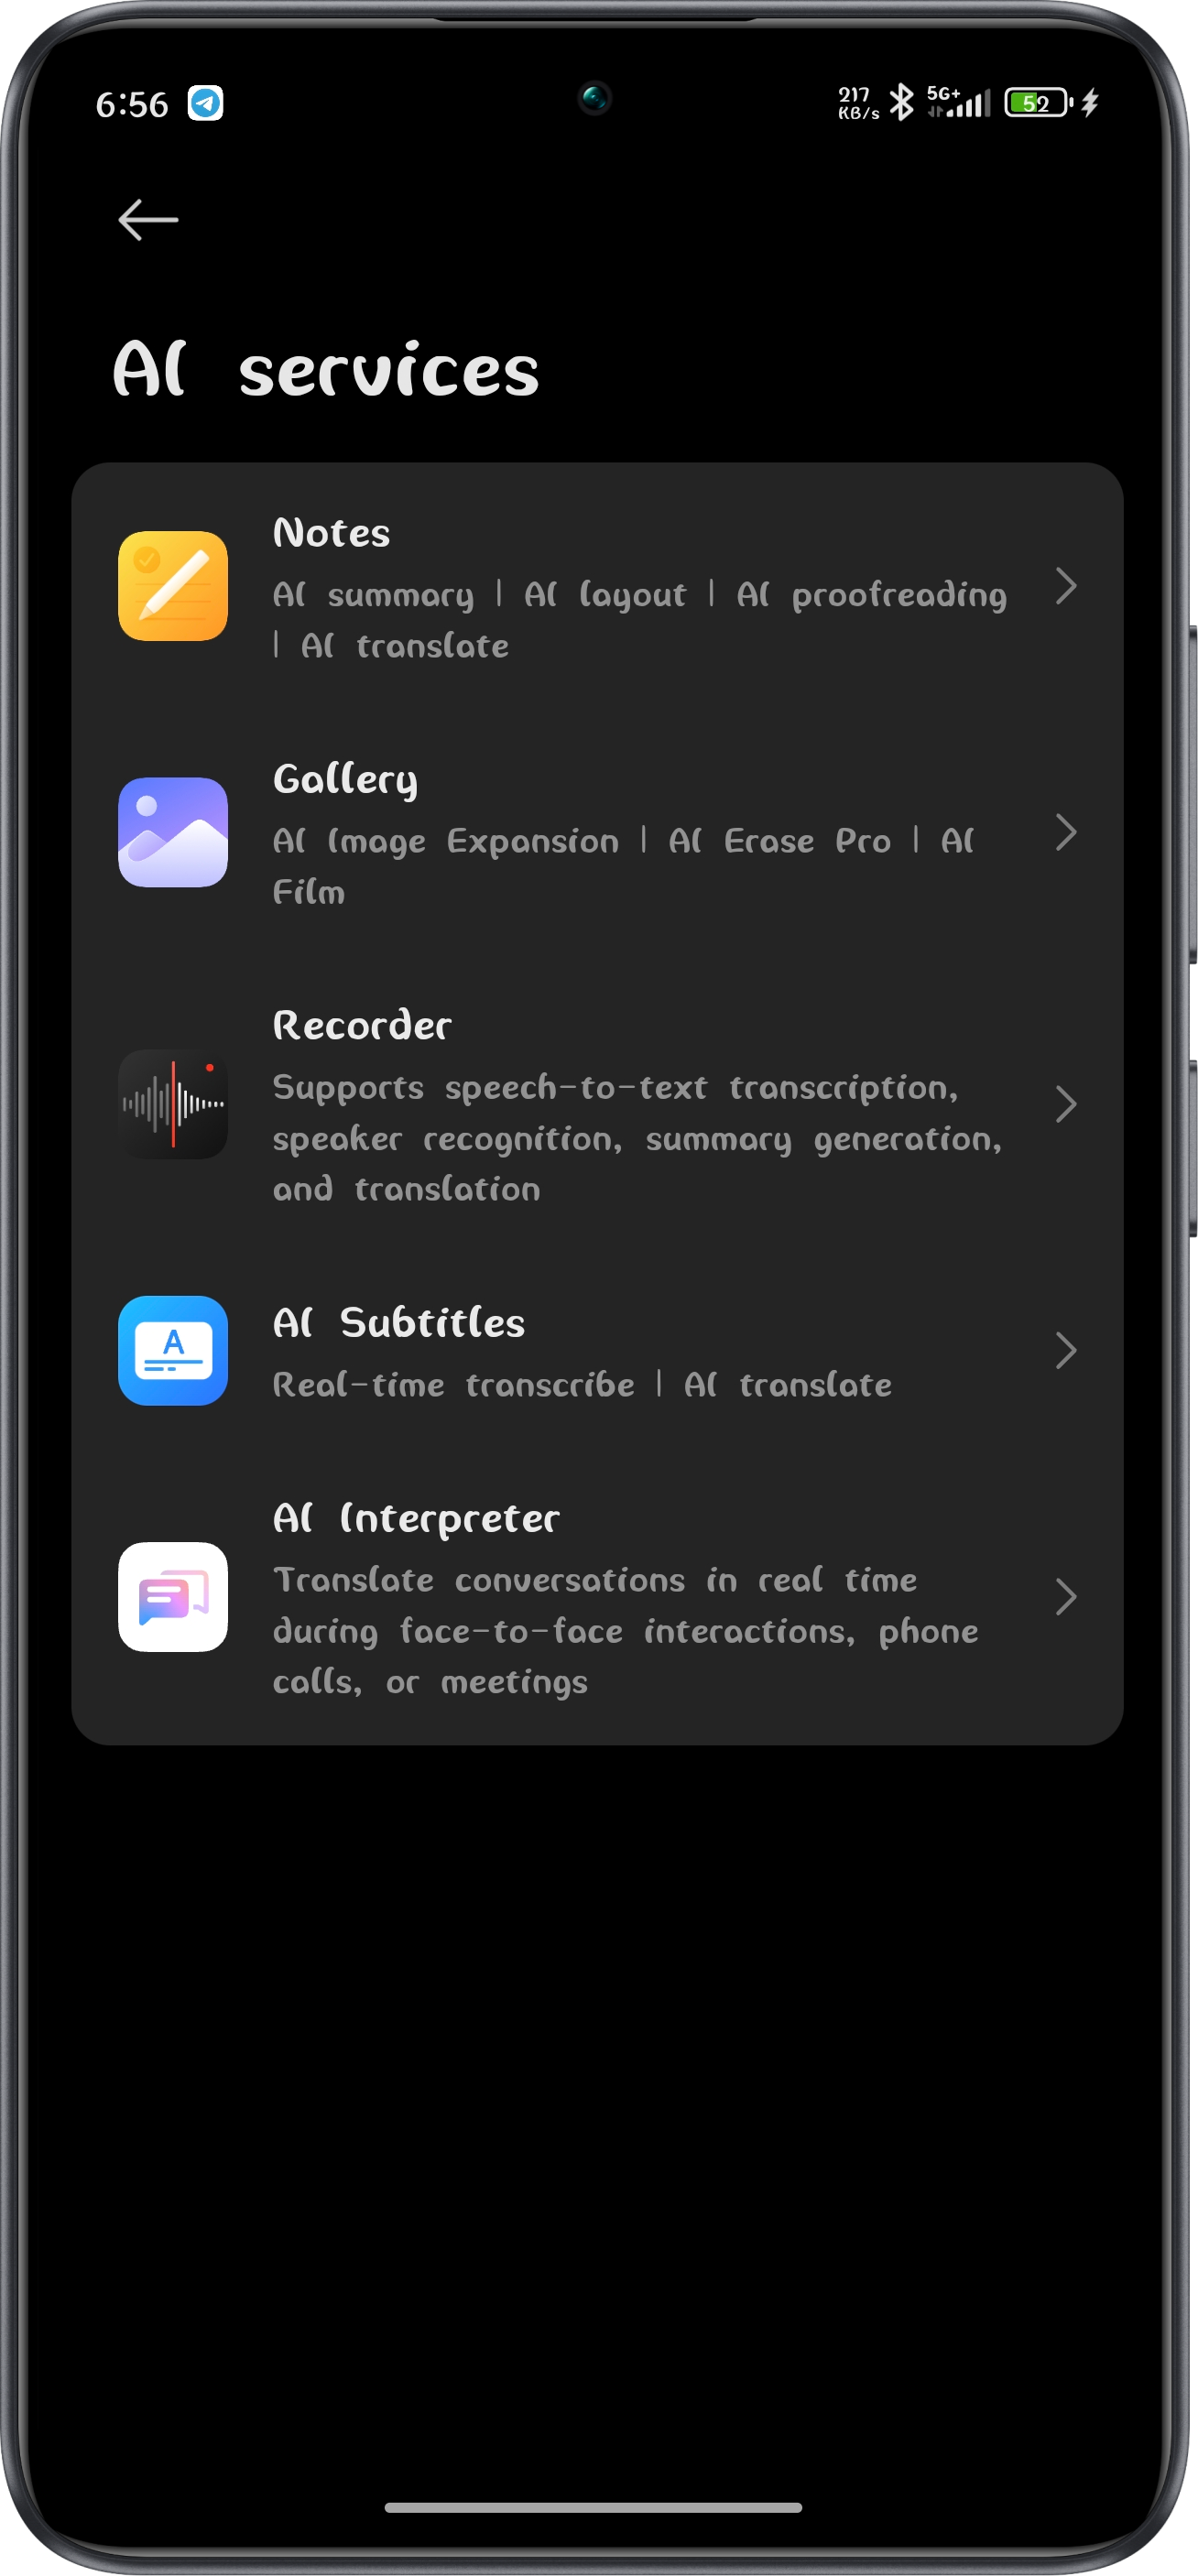 6:56
217
KB/s
5G+
52
AI services
Notes
AI summary | AI layout | AI proofreading
| AI translate
Gallery
AI Image Expansion | AI Erase Pro | AI
Film
Recorder
Supports speech-to-text transcription,
speaker recognition, summary generation,
and translation
A
AI Subtitles
Real-time transcribe | AI translate
AI Interpreter
Translate conversations in real time
during face-to-face interactions, phone
calls, or meetings